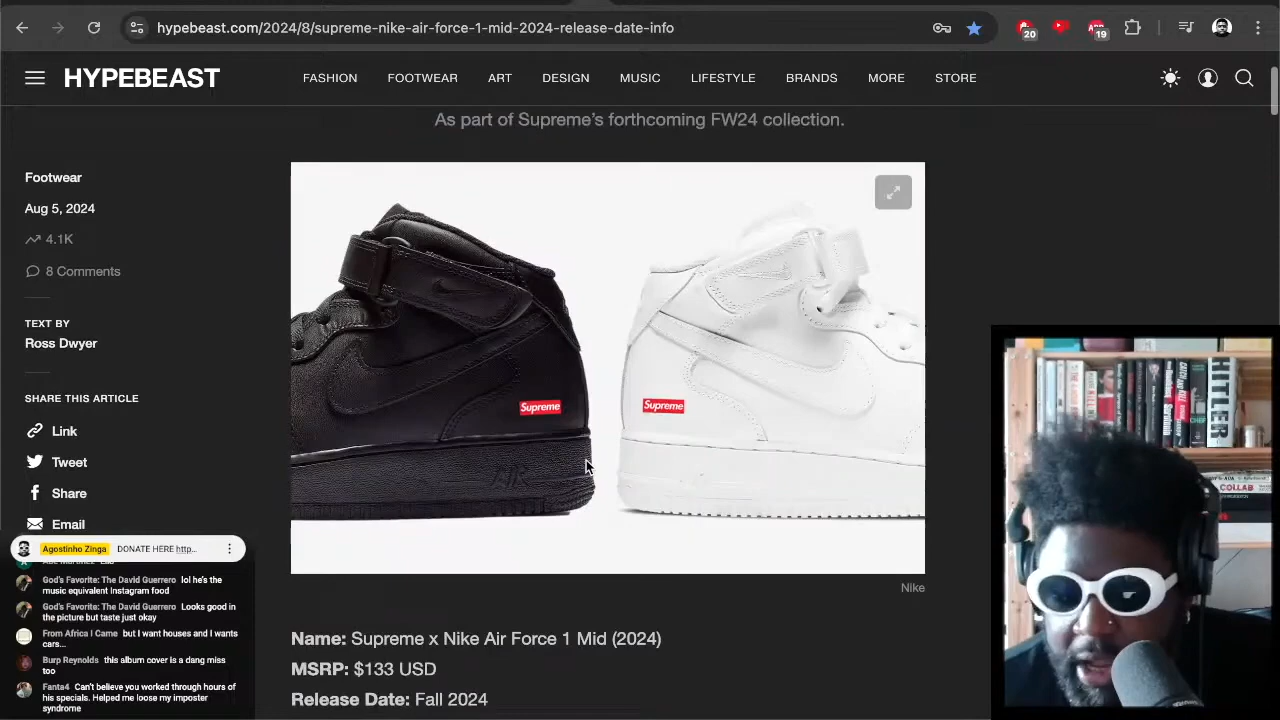 hypebeast.com/2024/8/supreme-nike-air-force-1-mid-2024-release-date-info
20
19
HYPEBEAST
FASHION
FOOTWEAR
ART
DESIGN
MUSIC
LIFESTYLE
BRANDS
MORE
STORE
As part of Supreme's forthcoming FW24 collection.
Footwear
Aug 5, 2024
4.1K
8 Comments
TEXT BY
Ross Dwyer
SHARE THIS ARTICLE
Link
Tweet
Share
Email
Supreme
Supreme
Nike
Name: Supreme x Nike Air Force 1 Mid (2024)
MSRP: $133 USD
Release Date: Fall 2024
Agostinho Zinga DONATE HERE http...
God's Favorite: The David Guerrero lol he's the
music equivalent Instagram food
God's Favorite: The David Guerrero Looks good in
the picture but taste just okay
From Africa I Came but I want houses and I wants
cars...
Burp Reynolds this album cover is a dang miss
too
Fanta4 Can't believe you worked through hours of
his specials. Helped me loose my imposter
syndrome
HITLER
COLLAB